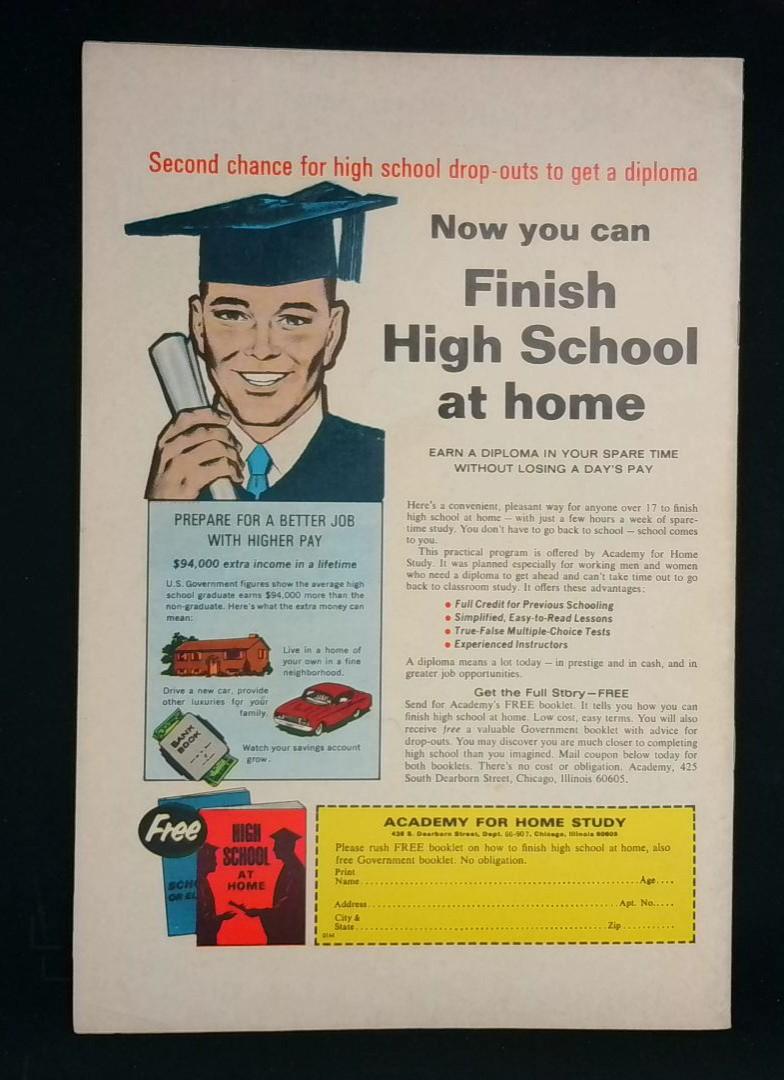 Second chance for high school drop-outs to get a diploma
Now you can
Finish
High School
at home
EARN A DIPLOMA IN YOUR SPARE TIME
WITHOUT LOSING A DAY'S PAY
PREPARE FOR A BETTER JOB
WITH HIGHER PAY
$94,000 extra income in a lifetime
U.S. Government figures show the average high
school graduate earns $94,000 more than the
non-graduate. Here's what the extra money can
mean:
Live in a home of
your own in a fine
neighborhood.
Drive a new car, provide
other luxuries for your
family.
BANK
BOOK
Watch your savings account
grow.
Here's a convenient, pleasant way for anyone over 17 to finish
high school at home — with just a few hours a week of spare-
time study. You don't have to go back to school — school comes
to you.
This practical program is offered by Academy for Home
Study. It was planned especially for working men and women
who need a diploma to get ahead and can't take time out to go
back to classroom study. It offers these advantages:
• Full Credit for Previous Schooling
• Simplified, Easy-to-Read Lessons
• True-False Multiple-Choice Tests
• Experienced Instructors
A diploma means a lot today — in prestige and in cash, and in
greater job opportunities.
Get the Full Story—FREE
Send for Academy's FREE booklet. It tells you how you can
finish high school at home. Low cost, easy terms. You will also
receive free a valuable Government booklet with advice for
drop-outs. You may discover you are much closer to completing
high school than you imagined. Mail coupon below today for
both booklets. There's no cost or obligation. Academy, 425
South Dearborn Street, Chicago, Illinois 60605.
Free
HIGH
SCHOOL
AT
HOME
ACADEMY FOR HOME STUDY
S. Dearborn Street, Dept. Chicago, Illinois 60605
Please rush FREE booklet on how to finish high school at home, also
free Government booklet. No obligation.
Print
Name Age
Address Apt. No.
City &
State Zip